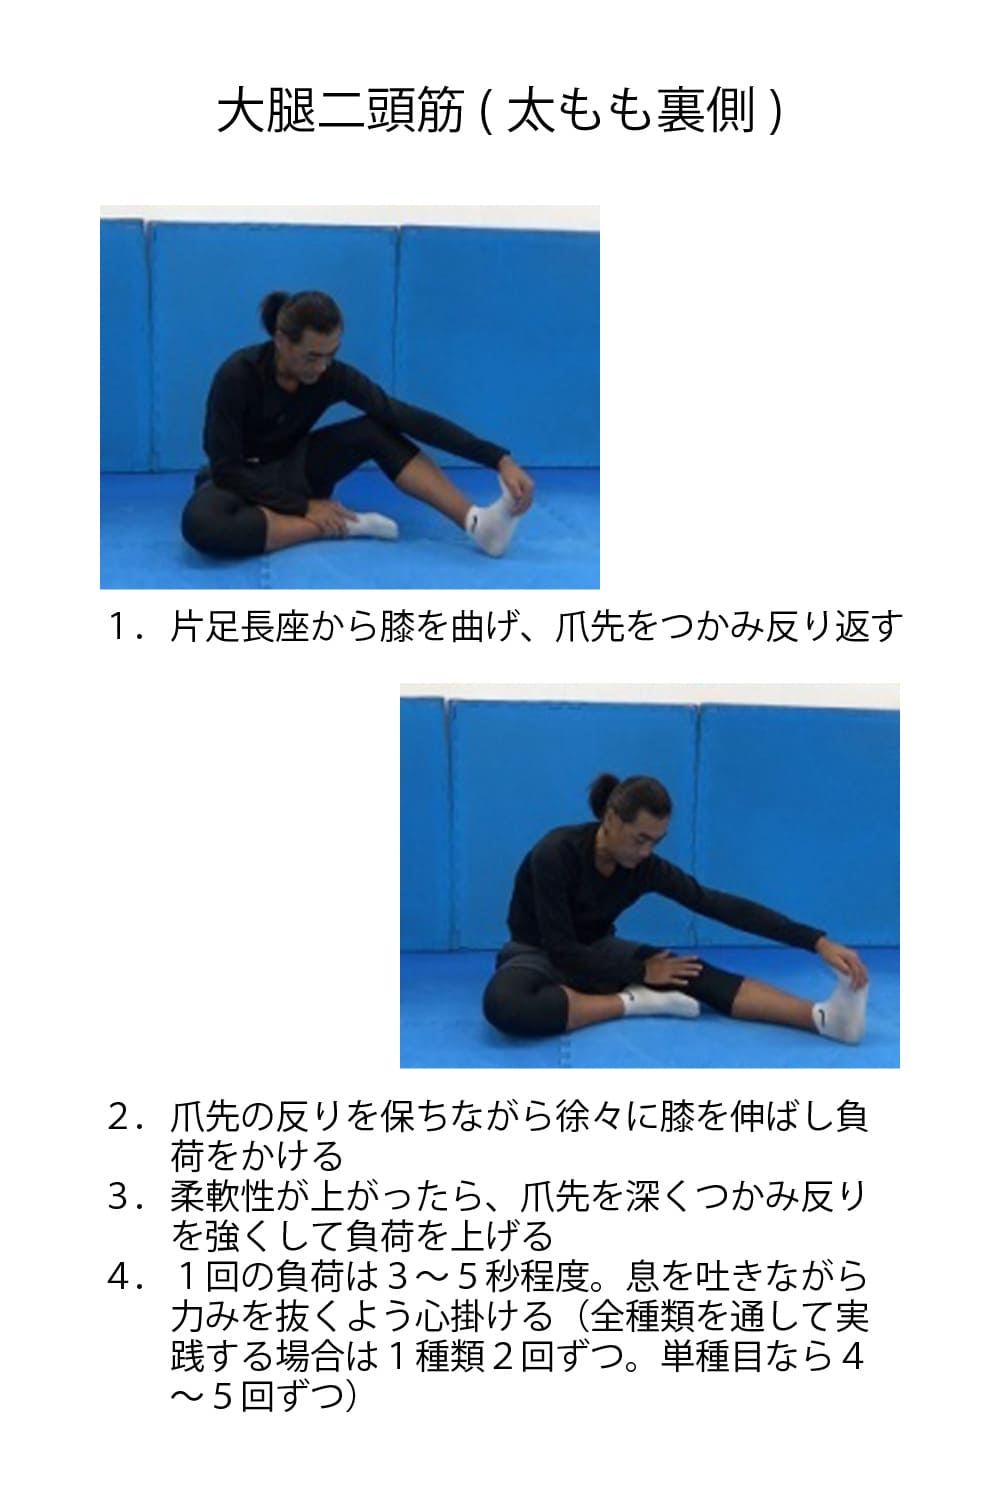 大腿二頭筋 ( 太もも裏側 )
１．片足長座から膝を曲げ、爪先をつかみ反り返す
２．爪先の反りを保ちながら徐々に膝を伸ばし負
荷をかける
３．柔軟性が上がったら、爪先を深くつかみ反り
を強くして負荷を上げる
４．１回の負荷は３～５秒程度。息を吐きながら
力みを抜くよう心掛ける（全種類を通して実
践する場合は１種類２回ずつ。単種目なら４
～５回ずつ）